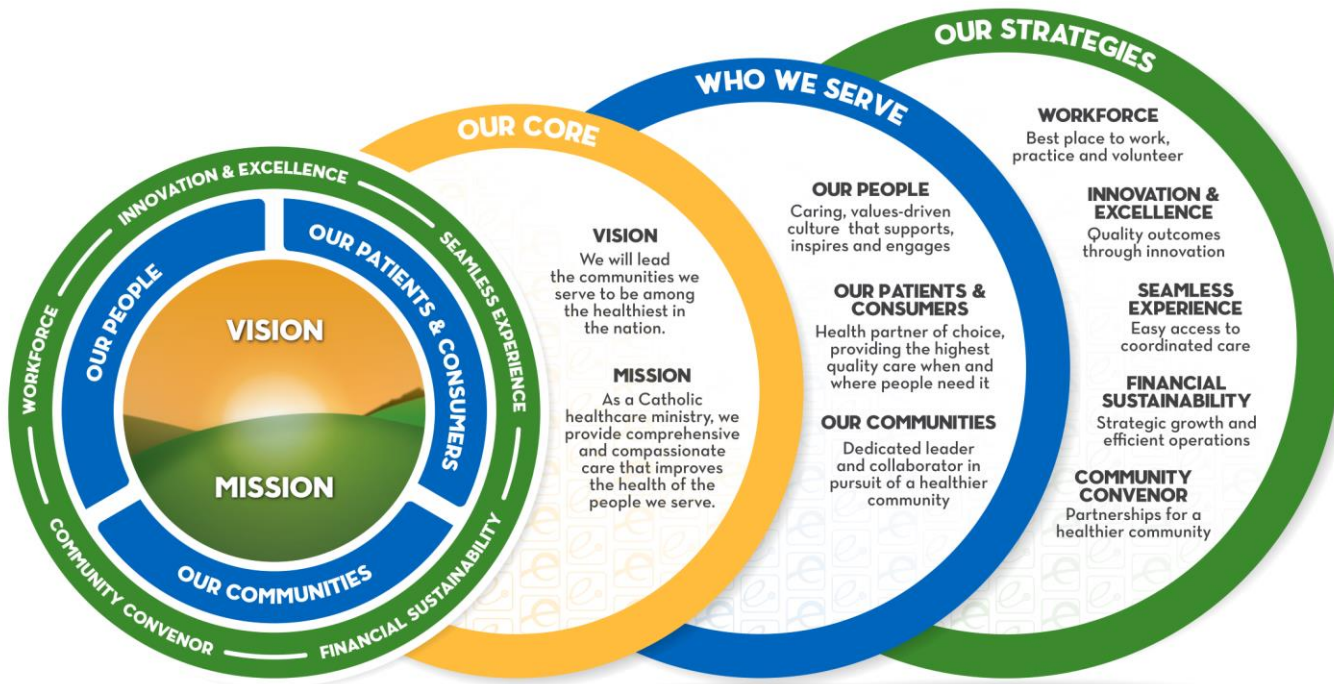 INNOVATION & EXCELLENCE
SEAMLESS EXPERIENCE
FINANCIAL SUSTAINABILITY
COMMUNITY CONVENOR
WORKFORCE
OUR PEOPLE
OUR PATIENTS & CONSUMERS
OUR COMMUNITIES
VISION
MISSION
OUR CORE
VISION
We will lead
the communities we
serve to be among
the healthiest in
the nation.
MISSION
As a Catholic
healthcare ministry, we
provide comprehensive
and compassionate
care that improves
the health of the
people we serve.
WHO WE SERVE
OUR PEOPLE
Caring, values-driven
culture that supports,
inspires and engages
OUR PATIENTS &
CONSUMERS
Health partner of choice,
providing the highest
quality care when and
where people need it
OUR COMMUNITIES
Dedicated leader
and collaborator in
pursuit of a healthier
community
OUR STRATEGIES
WORKFORCE
Best place to work,
practice and volunteer
INNOVATION &
EXCELLENCE
Quality outcomes
through innovation
SEAMLESS
EXPERIENCE
Easy access to
coordinated care
FINANCIAL
SUSTAINABILITY
Strategic growth and
efficient operations
COMMUNITY
CONVENOR
Partnerships for a
healthier community